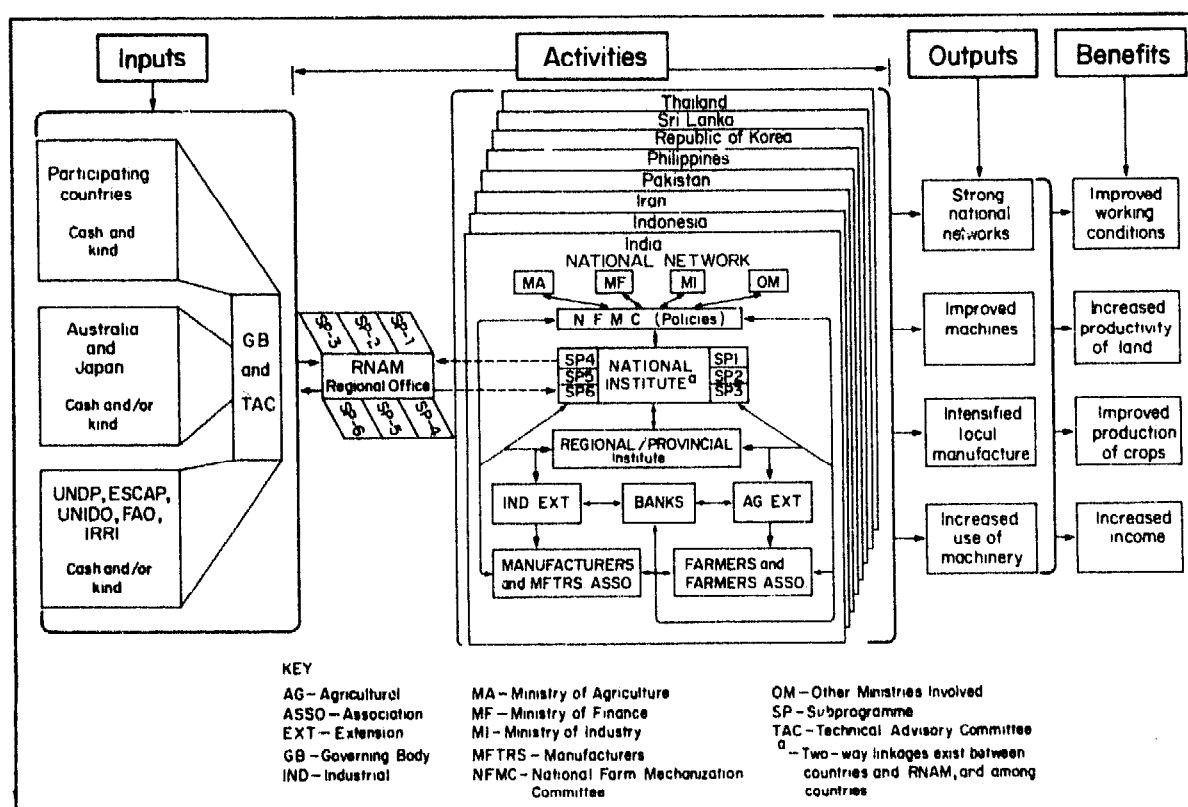 Inputs
Activities
Outputs
Benefits
Participating
countries
Cash and
kind
Australia
and
Japan
Cash and/or
kind
UNDP, ESCAP,
UNIDO, FAO,
IRRI
Cash and/or
kind
GB
and
TAC
SP-3 SP-2 SP-1
RNAM
Regional Office
SP-6 SP-5 SP-4
Thailand
Sri Lanka
Republic of Korea
Philippines
Pakistan
Iran
Indonesia
India
NATIONAL NETWORK
MA MF MI OM
NFMC (Policies)
SP4
SP5
SP6
NATIONAL
INSTITUTE a
SP1
SP2
SP3
REGIONAL/PROVINCIAL
Institute
IND EXT
BANKS
AG EXT
MANUFACTURERS
and MFTRS ASSO
FARMERS and
FARMERS ASSO
Strong
national
networks
Improved
machines
Intensified
local
manufacture
Increased
use of
machinery
Improved
working
conditions
Increased
productivity
of land
Improved
production
of crops
Increased
income
KEY
AG – Agricultural
ASSO – Association
EXT – Extension
GB – Governing Body
IND – Industrial
MA – Ministry of Agriculture
MF – Ministry of Finance
MI – Ministry of Industry
MFTRS – Manufacturers
NFMC – National Farm Mechanization
Committee
OM – Other Ministries Involved
SP – Subprogramme
TAC – Technical Advisory Committee
a – Two-way linkages exist between
countries and RNAM, and among
countries